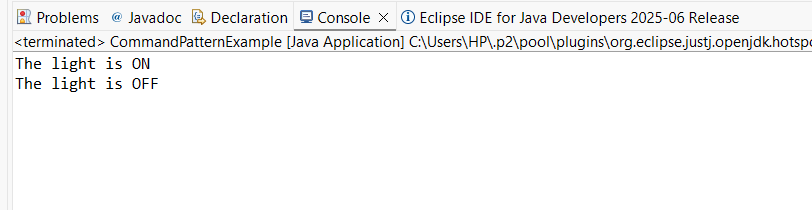 Problems @ Javadoc Declaration Console Eclipse IDE for Java Developers 2025-06 Release
<terminated> CommandPatternExample [Java Application] C:\Users\HP\.p2\pool\plugins\org.eclipse.justj.openjdk.hotspo
The light is ON
The light is OFF